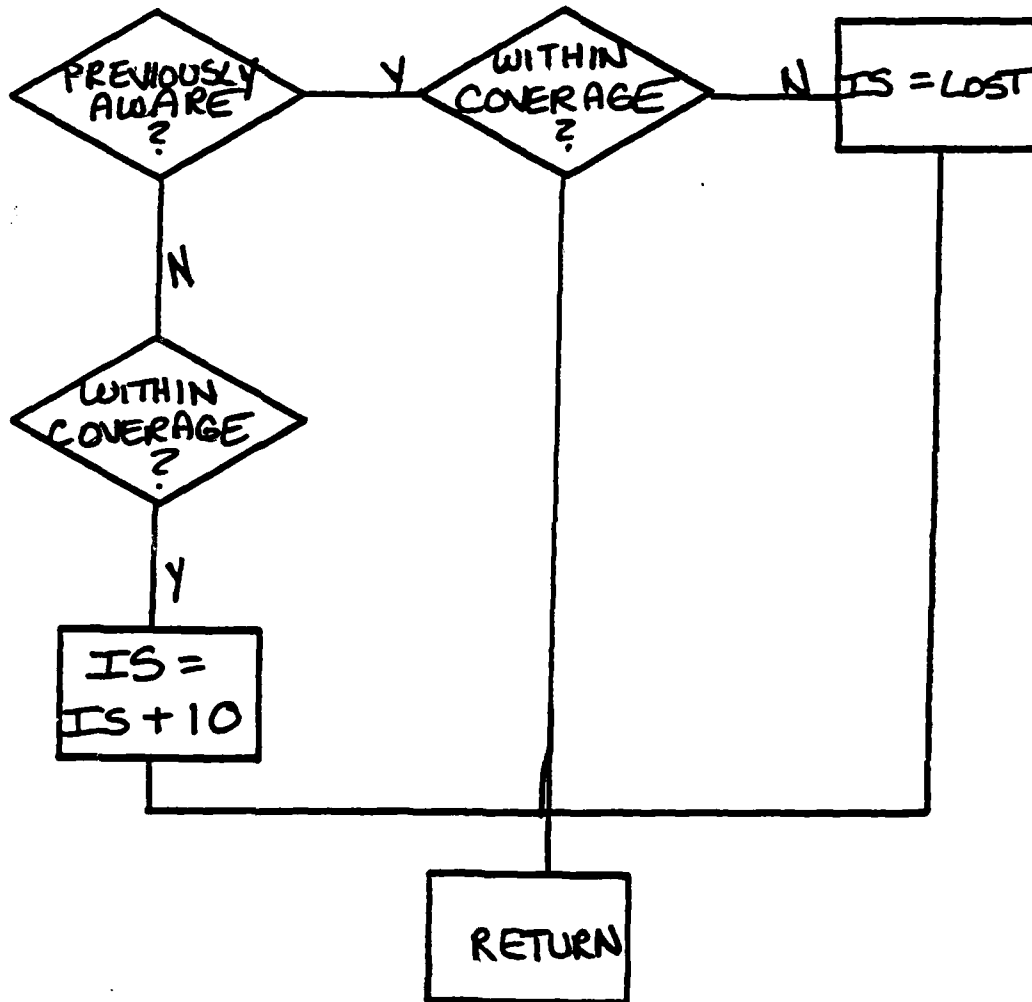 PREVIOUSLY
AWARE
?
Y
WITHIN
COVERAGE
?
N
IS = LOST
N
WITHIN
COVERAGE
?
Y
IS =
IS + 10
RETURN